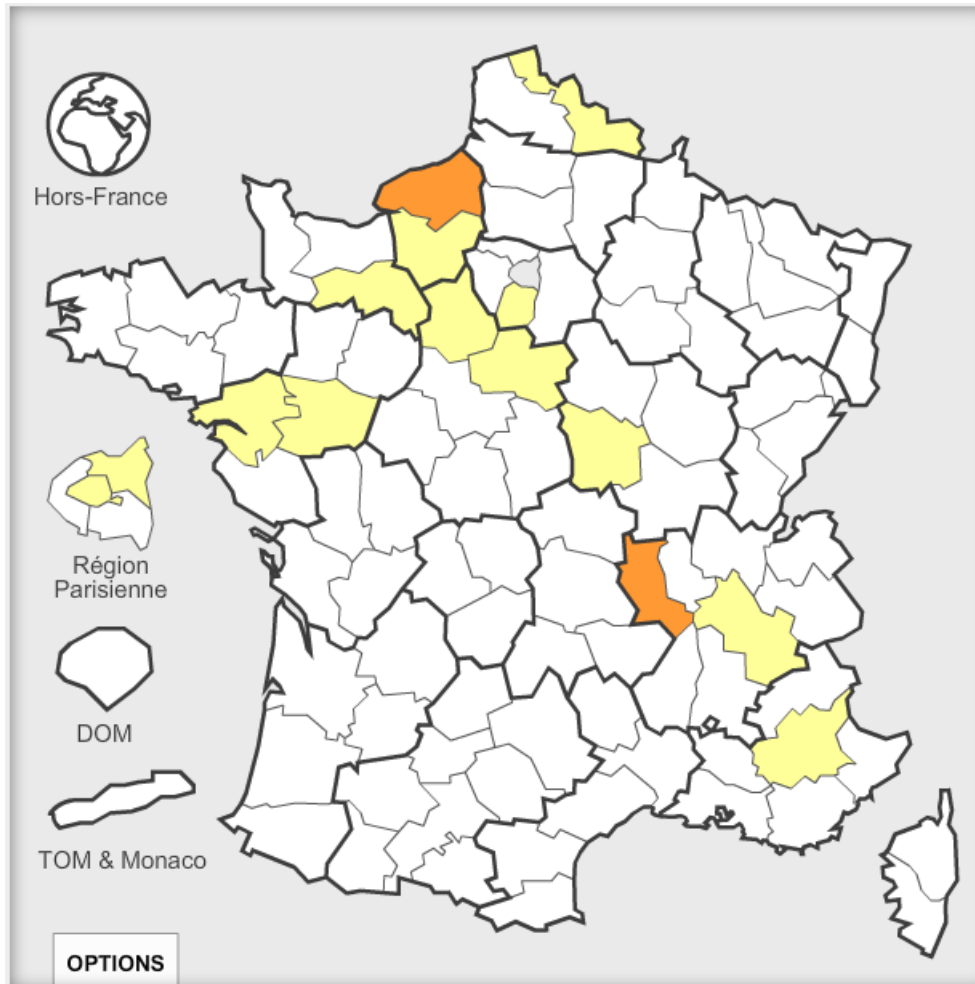 Hors-France
Région
Parisienne
DOM
TOM & Monaco
OPTIONS